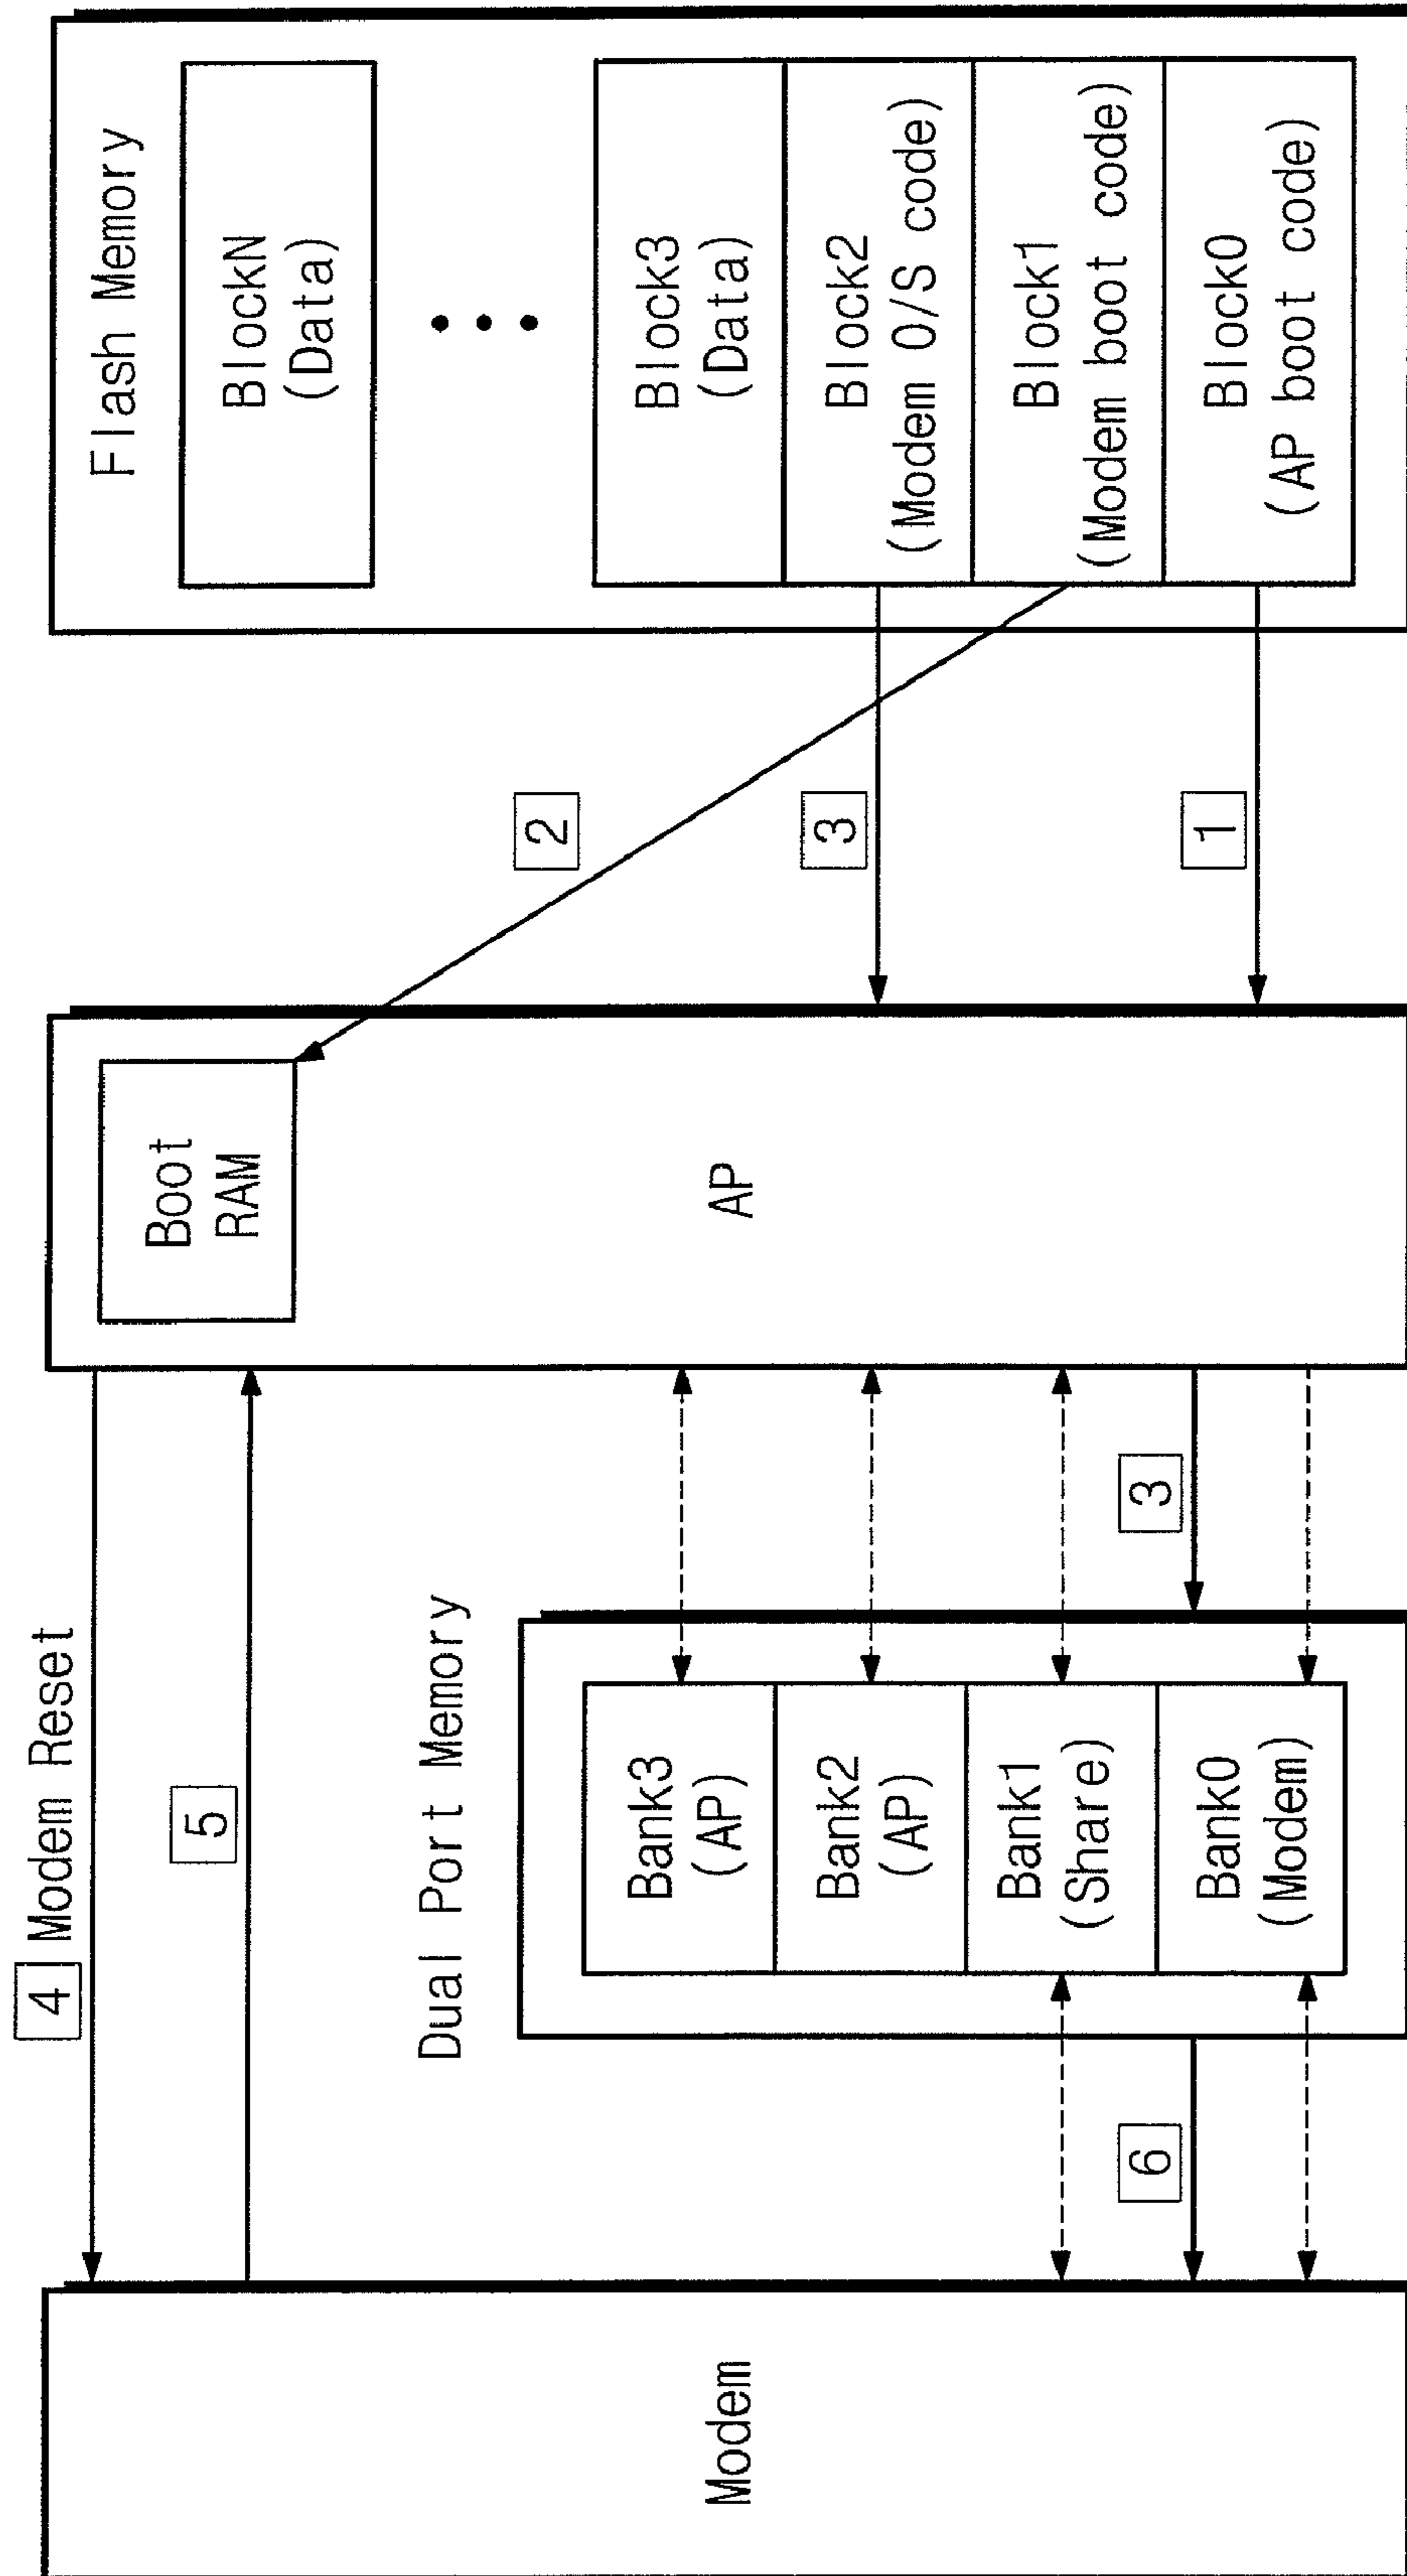 4 Modem Reset
5
Modem
Dual Port Memory
Bank3
(AP)
Bank2
(AP)
Bank1
(Share)
Bank0
(Modem)
6
3
Boot
RAM
AP
2
3
1
Flash Memory
BlockN
(Data)
Block3
(Data)
Block2
(Modem O/S code)
Block1
(Modem boot code)
Block0
(AP boot code)